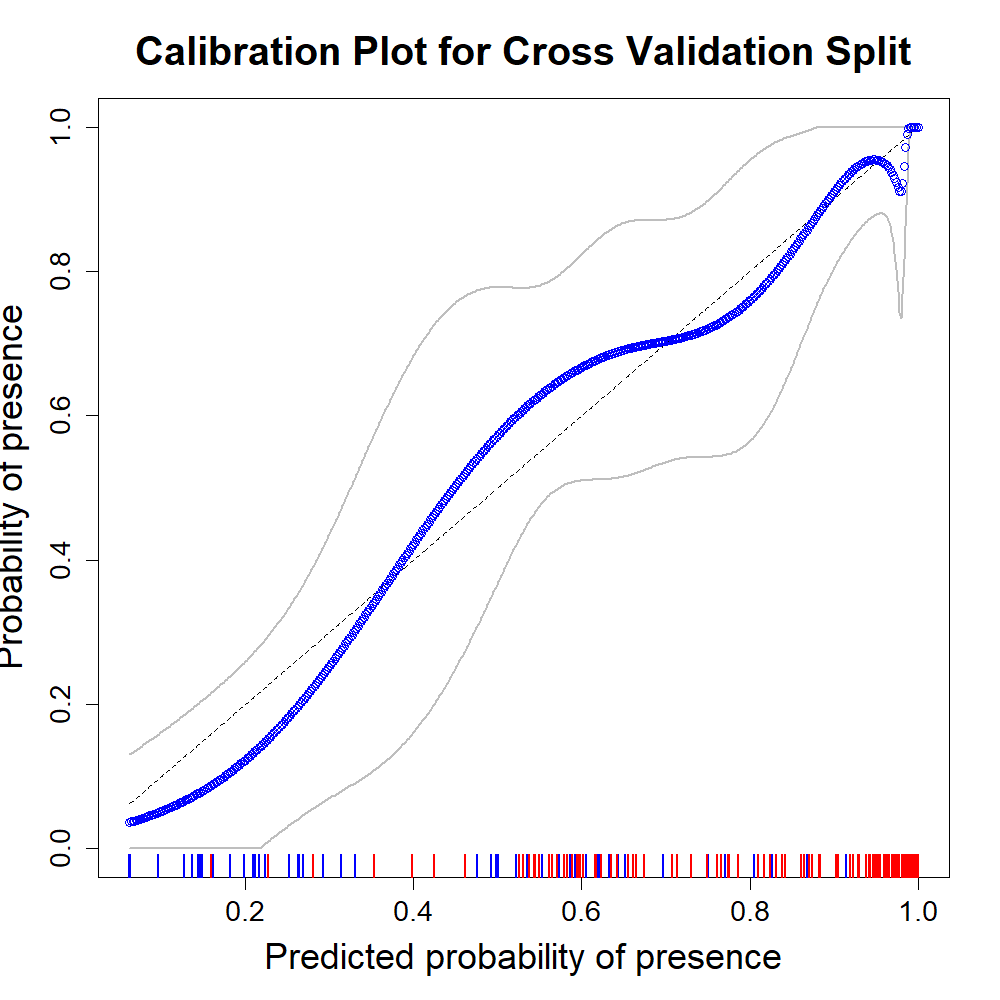 Calibration Plot for Cross Validation Split
Probability of presence
1.0
0.8
0.6
0.4
0.2
0.0
0.2 0.4 0.6 0.8 1.0
Predicted probability of presence